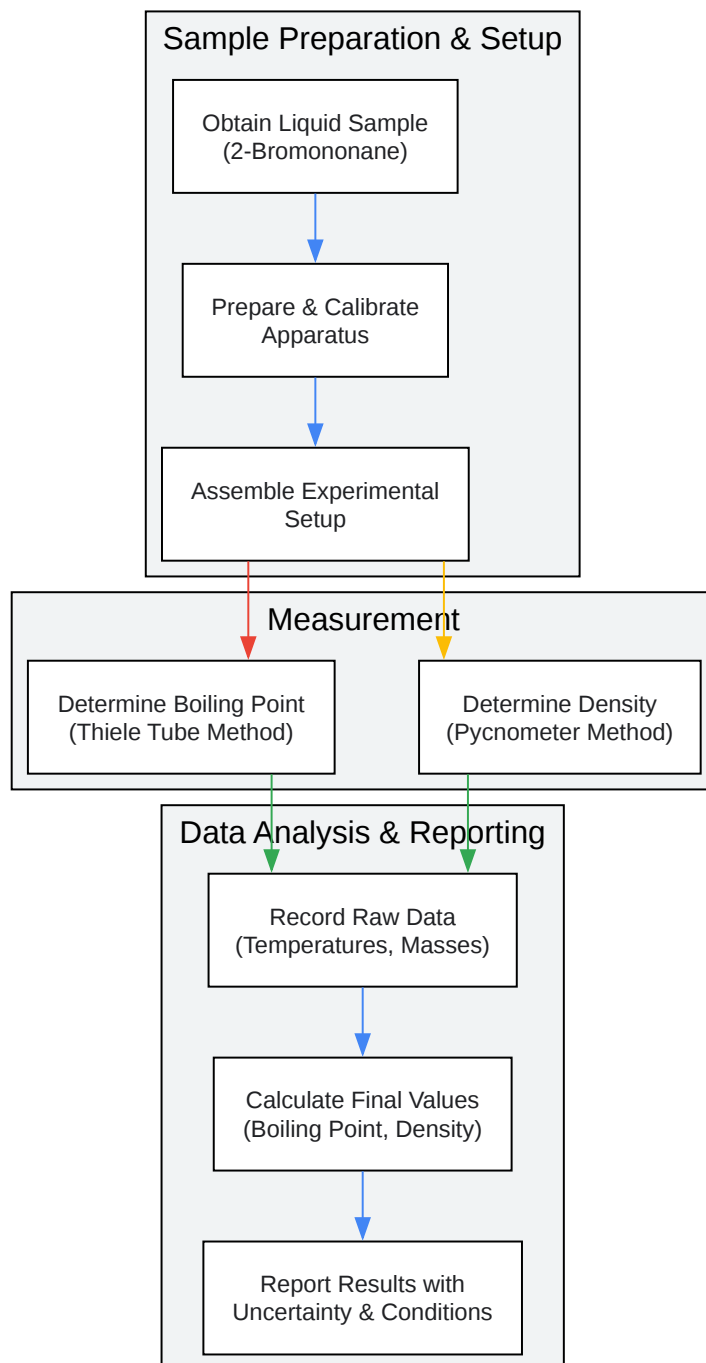 Sample Preparation & Setup
Obtain Liquid Sample
(2-Bromononane)
Prepare & Calibrate
Apparatus
Assemble Experimental
Setup
Measurement
Determine Boiling Point
(Thiele Tube Method)
Determine Density
(Pycnometer Method)
Data Analysis & Reporting
Record Raw Data
(Temperatures, Masses)
Calculate Final Values
(Boiling Point, Density)
Report Results with
Uncertainty & Conditions